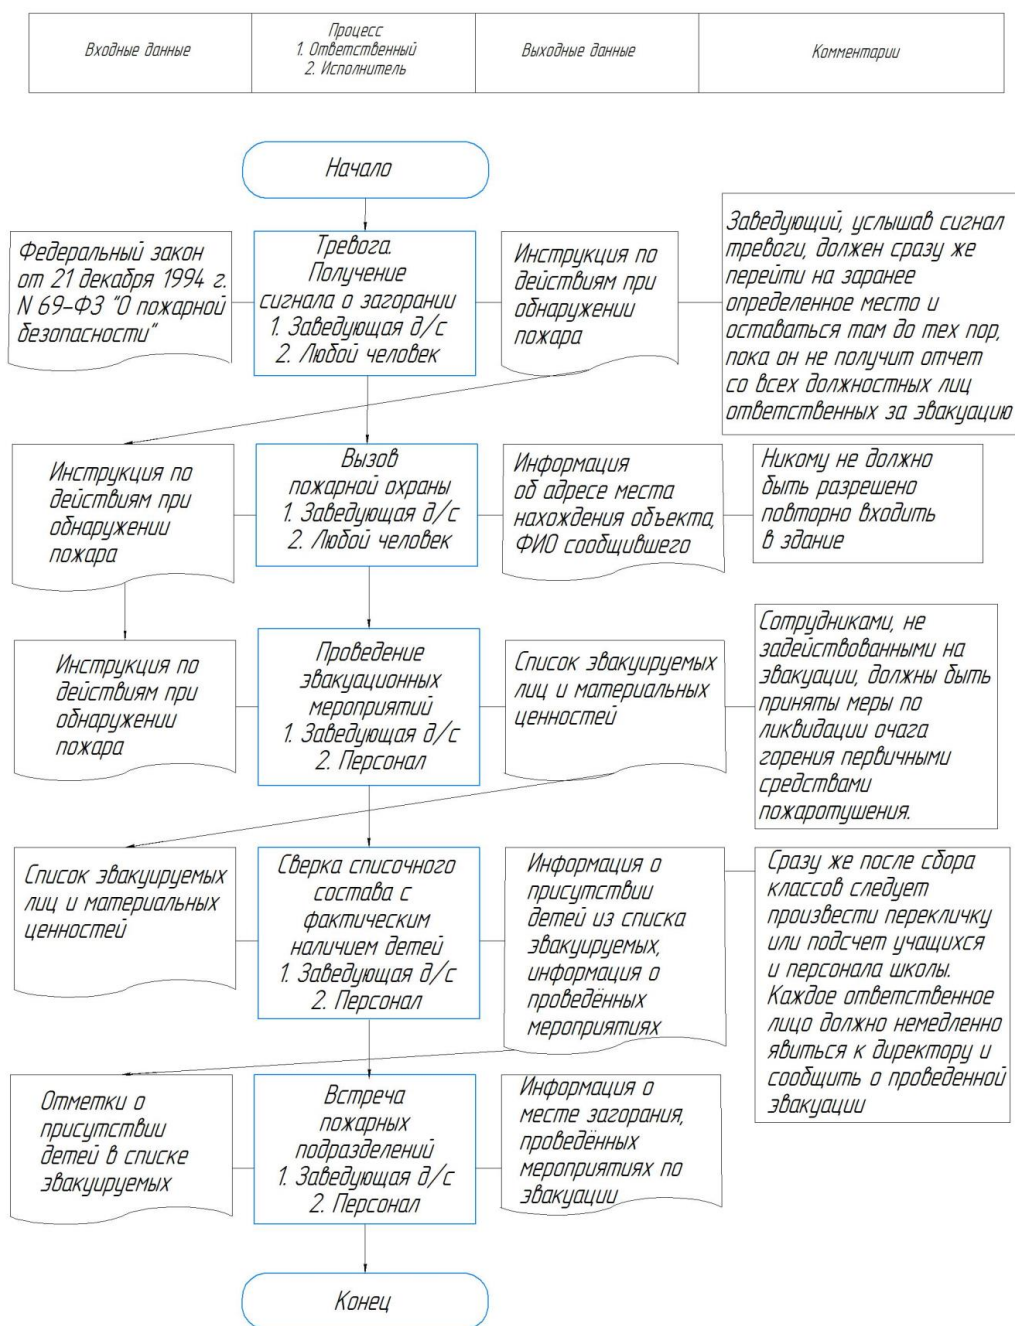 Входные данные
Процесс
1. Ответственный
2. Исполнитель
Выходные данные
Комментарии
Начало
Федеральный закон
от 21 декабря 1994 г.
N 69-ФЗ "О пожарной
безопасности"
Тревога.
Получение
сигнала о загорании
1. Заведующая д/с
2. Любой человек
Инструкция по
действиям при
обнаружении
пожара
Заведующий, услышав сигнал
тревоги, должен сразу же
перейти на заранее
определенное место и
оставаться там до тех пор,
пока он не получит отчет
со всех должностных лиц
ответственных за эвакуацию
Инструкция по
действиям при
обнаружении
пожара
Вызов
пожарной охраны
1. Заведующая д/с
2. Любой человек
Информация
об адресе места
нахождения объекта,
ФИО сообщившего
Никому не должно
быть разрешено
повторно входить
в здание
Инструкция по
действиям при
обнаружении
пожара
Проведение
эвакуационных
мероприятий
1. Заведующая д/с
2. Персонал
Список эвакуируемых
лиц и материальных
ценностей
Сотрудниками, не
задействованными на
эвакуации, должны быть
приняты меры по
ликвидации очага
горения первичными
средствами
пожаротушения.
Список эвакуируемых
лиц и материальных
ценностей
Сверка списочного
состава с
фактическим
наличием детей
1. Заведующая д/с
2. Персонал
Информация о
присутствии
детей из списка
эвакуируемых,
информация о
проведённых
мероприятиях
Сразу же после сбора
классов следует
произвести перекличку
или подсчет учащихся
и персонала школы.
Каждое ответственное
лицо должно немедленно
явиться к директору и
сообщить о проведенной
эвакуации
Отметки о
присутствии
детей в списке
эвакуируемых
Встреча
пожарных
подразделений
1. Заведующая д/с
2. Персонал
Информация о
месте загорания,
проведённых
мероприятиях по
эвакуации
Конец